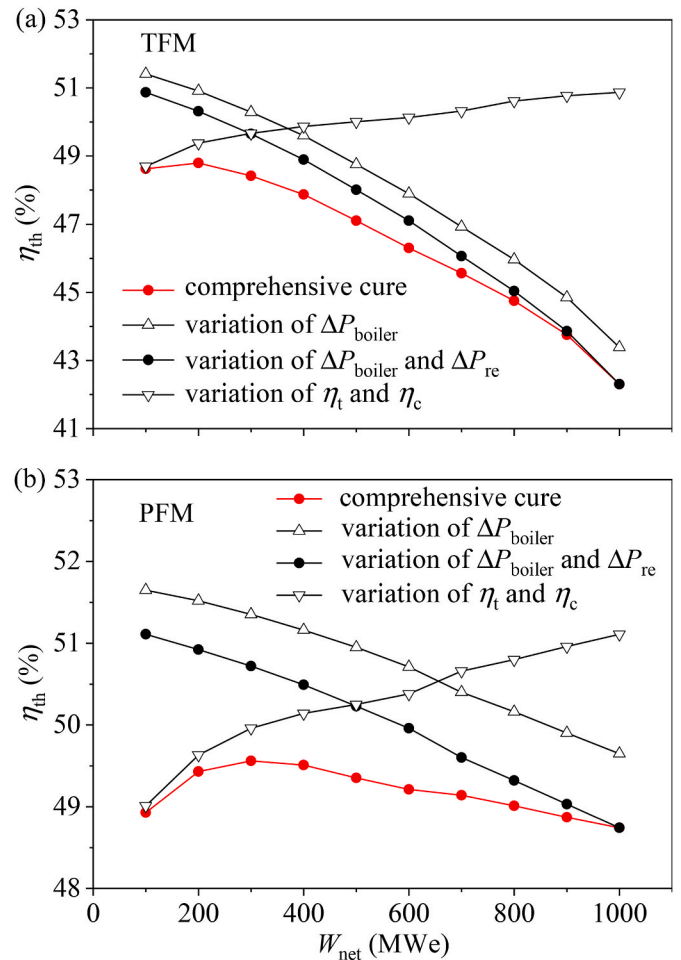 (a)
TFM
53
51
49
47
45
43
41
η_th (%)
comprehensive cure
variation of ΔP_boiler
variation of ΔP_boiler and ΔP_re
variation of η_t and η_c
(b)
PFM
53
52
51
50
49
48
η_th (%)
comprehensive cure
variation of ΔP_boiler
variation of ΔP_boiler and ΔP_re
variation of η_t and η_c
0 200 400 600 800 1000
W_net (MWe)